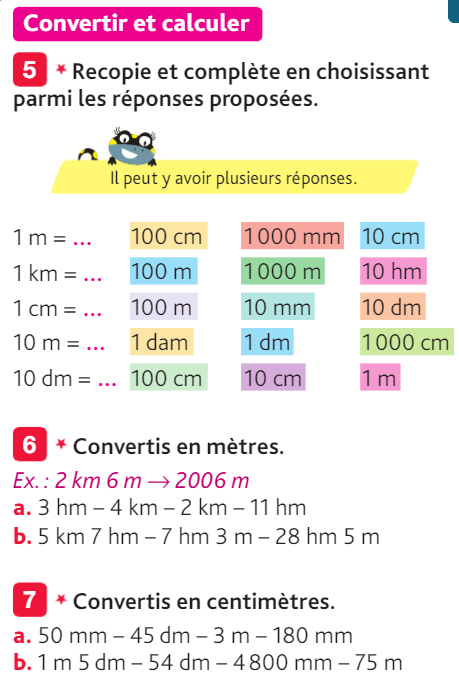 Convertir et calculer
5 * Recopie et complète en choisissant
parmi les réponses proposées.
Il peut y avoir plusieurs réponses.
1 m = ... 100 cm 1 000 mm 10 cm
1 km = ... 100 m 1 000 m 10 hm
1 cm = ... 100 m 10 mm 10 dm
10 m = ... 1 dam 1 dm 1 000 cm
10 dm = ... 100 cm 10 cm 1 m
6 * Convertis en mètres.
Ex. : 2 km 6 m → 2006 m
a. 3 hm – 4 km – 2 km – 11 hm
b. 5 km 7 hm – 7 hm 3 m – 28 hm 5 m
7 * Convertis en centimètres.
a. 50 mm – 45 dm – 3 m – 180 mm
b. 1 m 5 dm – 54 dm – 4 800 mm – 75 m